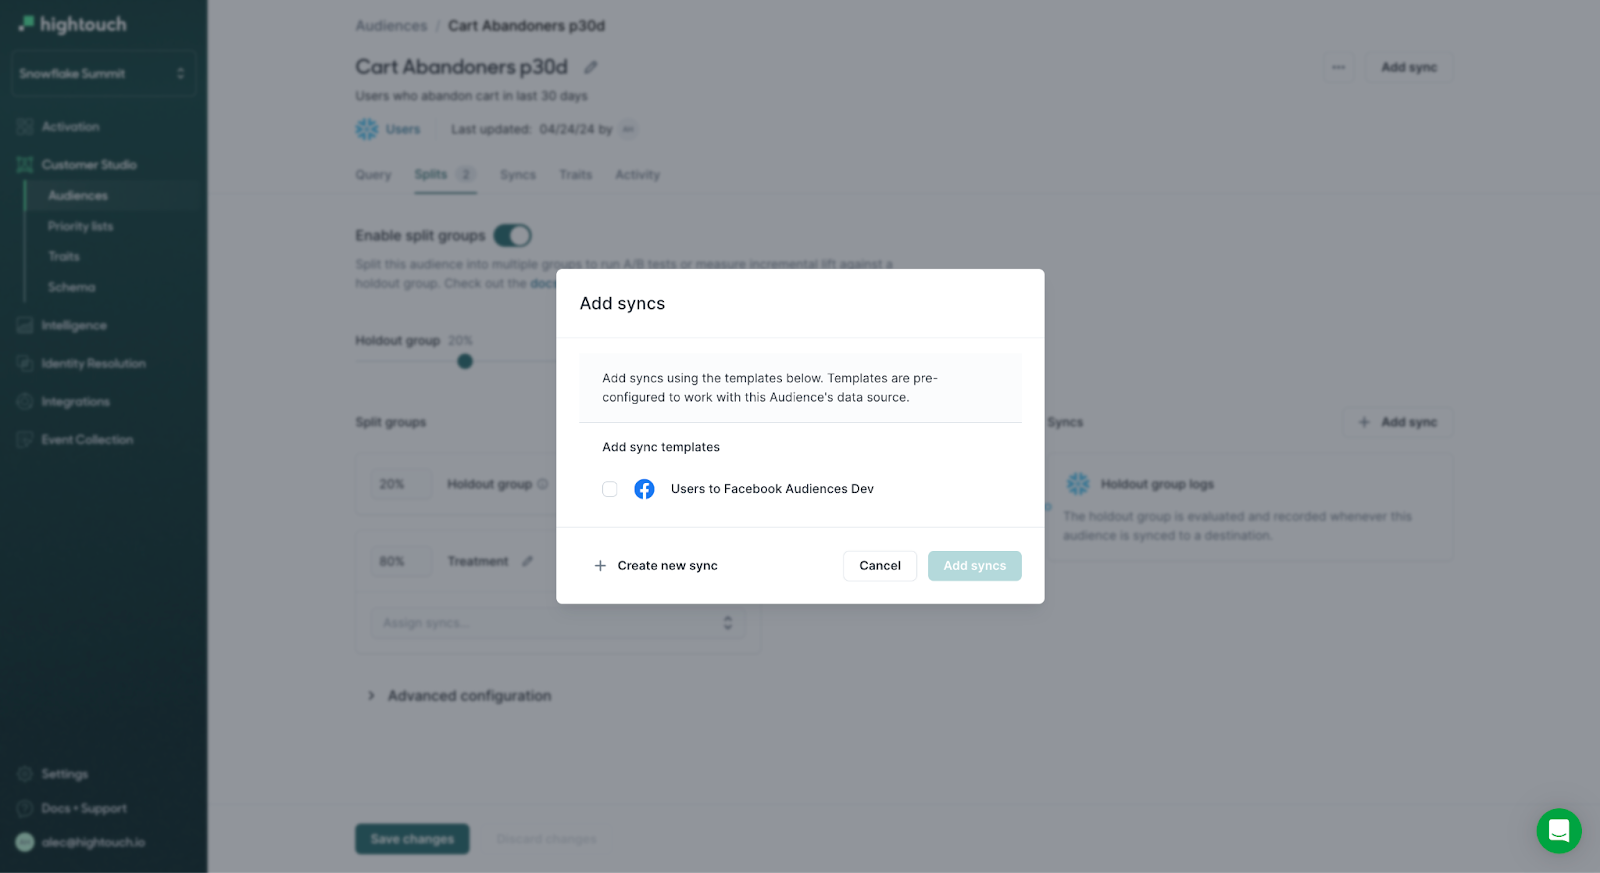 hightouch
Snowflake Summit
Activation
Customer Studio
Audiences
Priority lists
Traits
Schema
Intelligence
Identity Resolution
Integrations
Event Collection
Settings
Docs • Support
alec@hightouch.io
Audiences / Cart Abandoners p30d
Cart Abandoners p30d
Add sync
Users who abandon cart in last 30 days
Users Last updated: 04/24/24 by
Query Splits 2 Syncs Traits Activity
Enable split groups
Split this audience into multiple groups to run A/B tests or measure incremental lift against a
holdout group. Check out the docs
Holdout group 20%
Split groups
20% Holdout group
80% Treatment
Assign syncs...
Advanced configuration
Save changes Discard changes
Syncs
Add sync
Holdout group logs
The holdout group is evaluated and recorded whenever this
audience is synced to a destination.
Add syncs
Add syncs using the templates below. Templates are pre-
configured to work with this Audience's data source.
Add sync templates
Users to Facebook Audiences Dev
Create new sync Cancel Add syncs